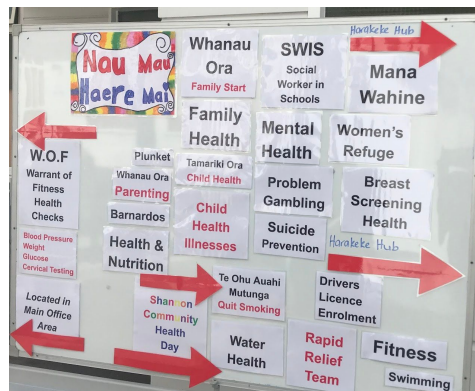 Nau Mau
Haere Mai
W.O.F
Warrant of
Fitness
Health
Checks
Blood Pressure
Weight
Glucose
Cervical Testing
Located in
Main Office
Area
Plunket
Whanau Ora
Parenting
Barnardos
Health &
Nutrition
Shannon
Community
Health
Day
Whanau
Ora
Family Start
Family
Health
Tamariki Ora
Child Health
Child
Health
Illnesses
Te Ohu Auahi
Mutunga
Quit Smoking
Water
Health
SWIS
Social
Worker in
Schools
Mental
Health
Problem
Gambling
Suicide
Prevention
Drivers
Licence
Enrolment
Rapid
Relief
Team
Harakeke Hub
Mana
Wahine
Women's
Refuge
Breast
Screening
Health
Harakeke Hub
Fitness
Swimming